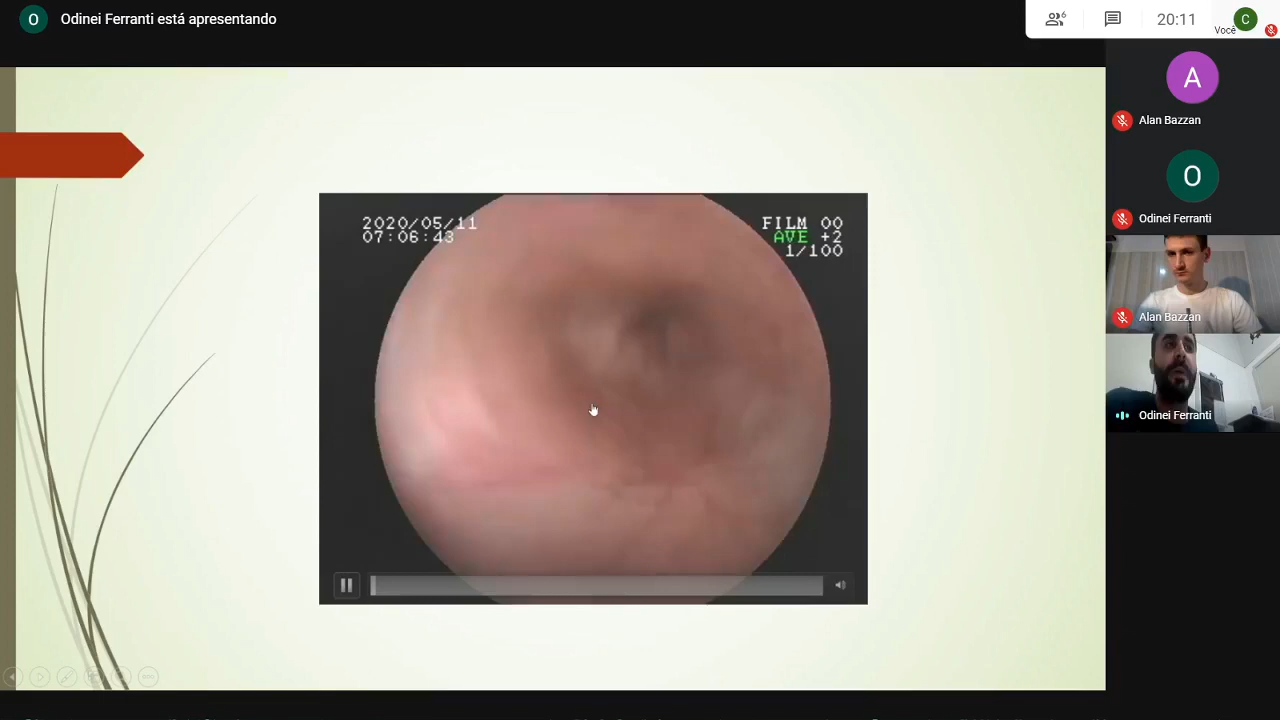 O Odinei Ferranti está apresentando
6
20:11
Você
C
A
Alan Bazzan
O
Odinei Ferranti
Alan Bazzan
Odinei Ferranti
2020/05/11
07:06:43
FILM 00
AVE +2
1/100